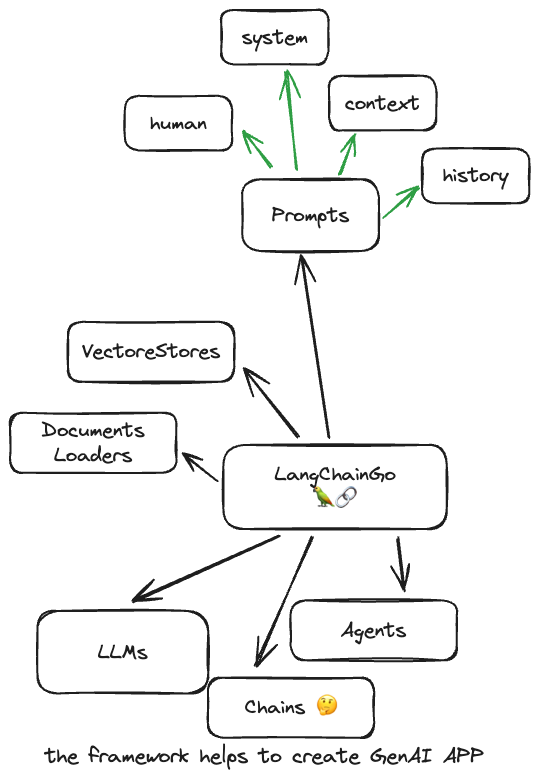 system
context
human
history
Prompts
VectoreStores
Documents
Loaders
LangChainGo
🦜🔗
LLMs
Agents
Chains 🤔
the framework helps to create GenAI APP